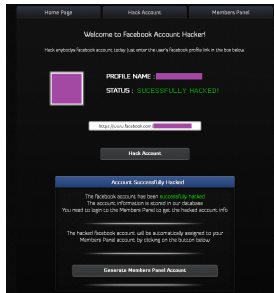 Home Page
Hack Account
Members Panel
Welcome to Facebook Account Hacker!
Hack anybodys facebook account today just enter the user's facebook profile link in the box below.
PROFILE NAME :
STATUS : SUCESSFULLY HACKED!
https://www.facebook.com/
Hack Account
Account Successfully Hacked
The facebook account has been successfully hacked
The account information is stored in our database
You need to login to the Members Panel to get the hacked account info
The hacked facebook account will be automatically assigned to your
Members Panel account by clicking on the button below
Generate Members Panel Account